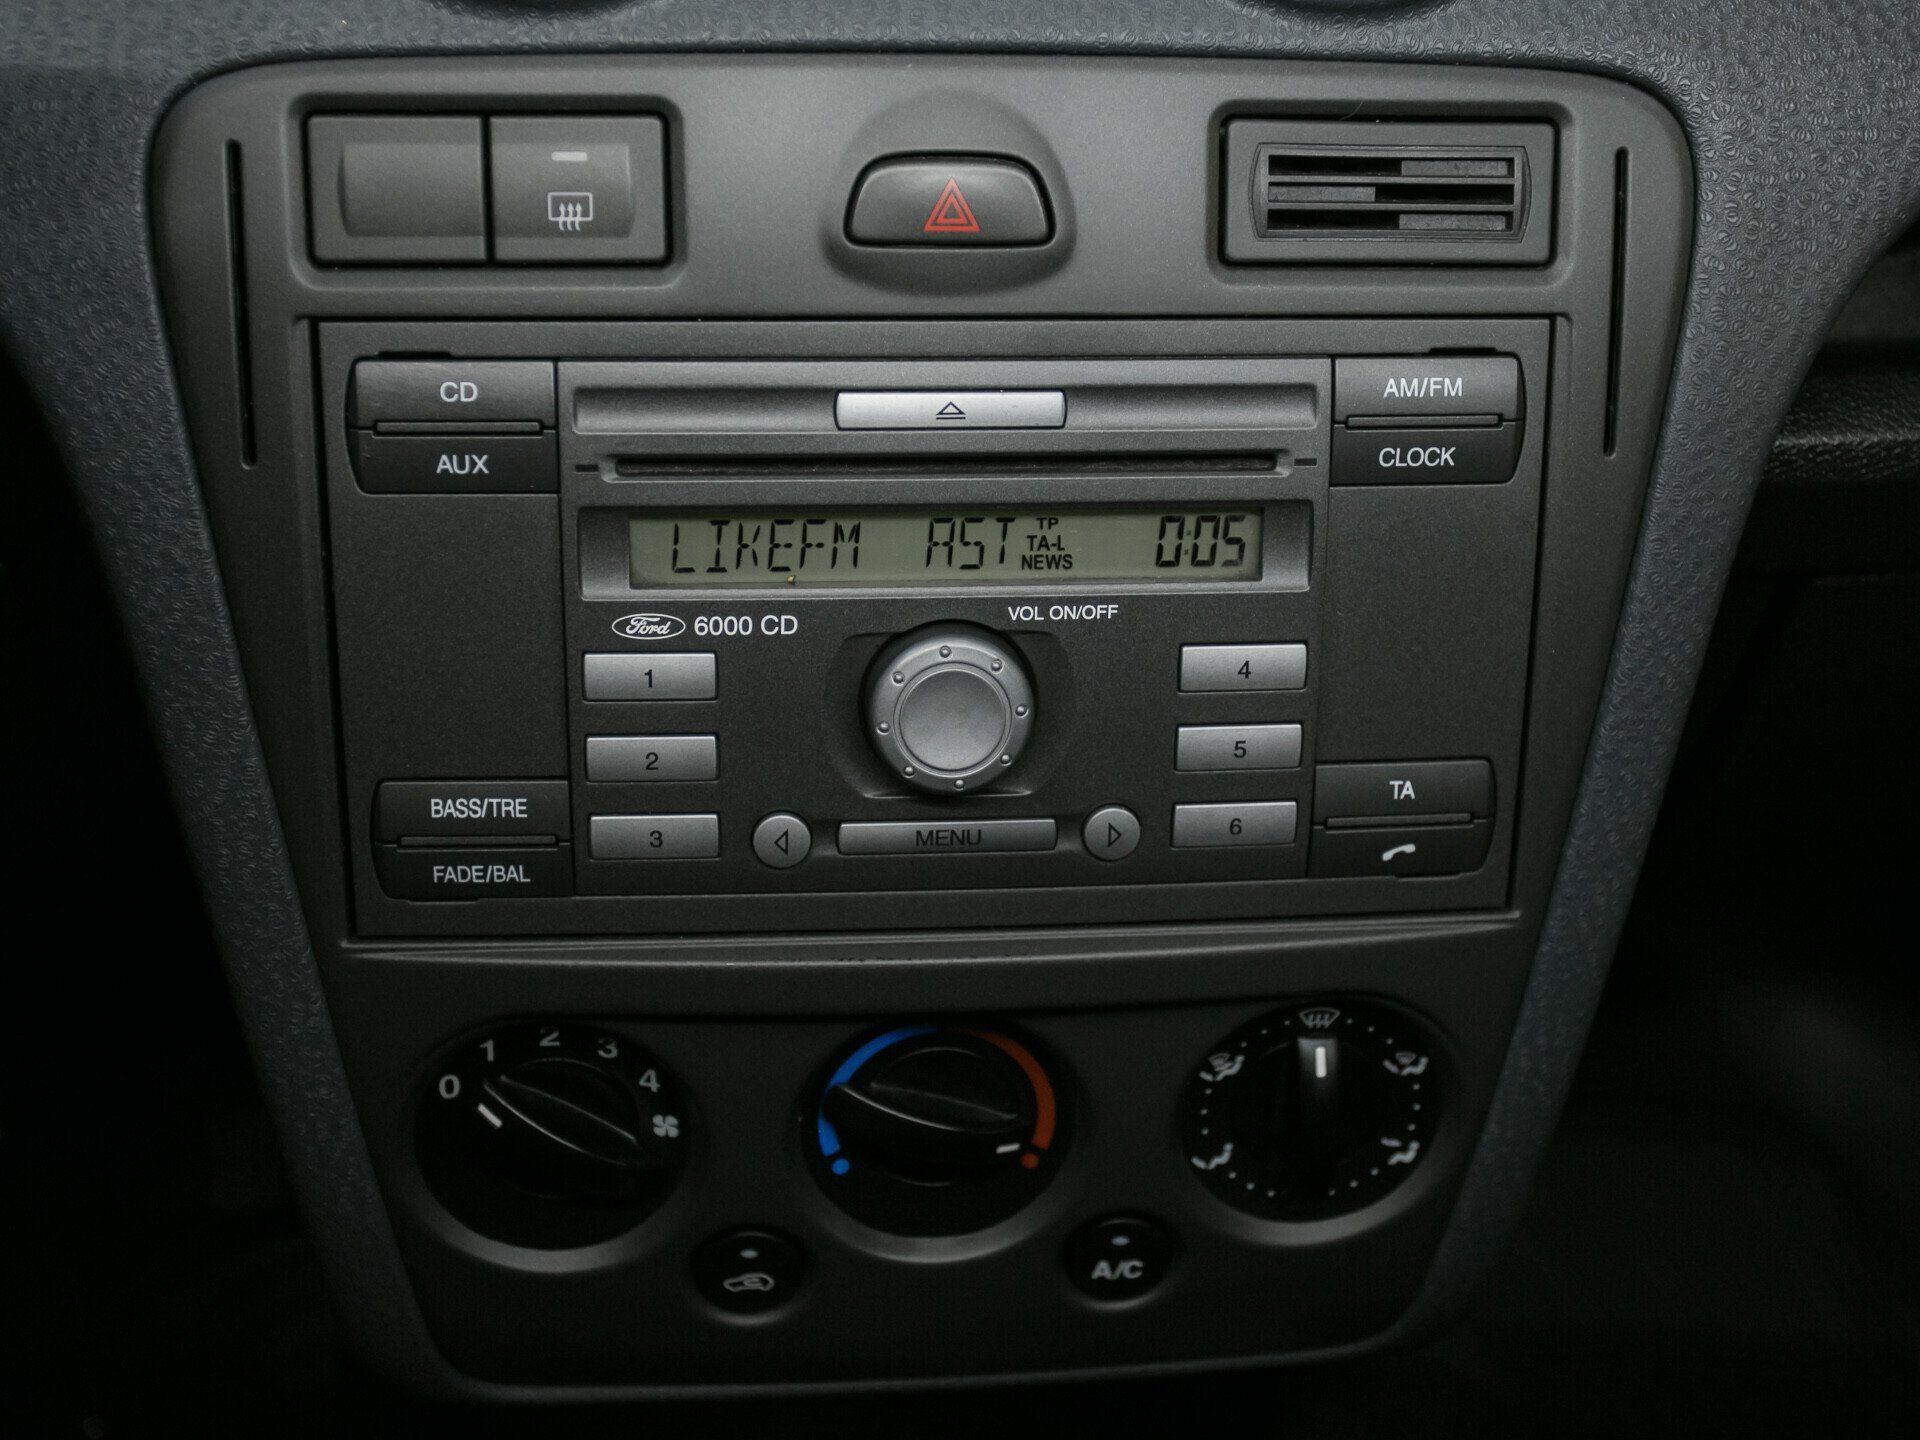 CD
AM/FM
AUX
CLOCK
LIKEFM AST TP TA-L NEWS 0:05
Ford 6000 CD
VOL ON/OFF
1
4
2
5
3
6
MENU
BASS/TRE
TA
FADE/BAL
0 1 2 3 4
A/C